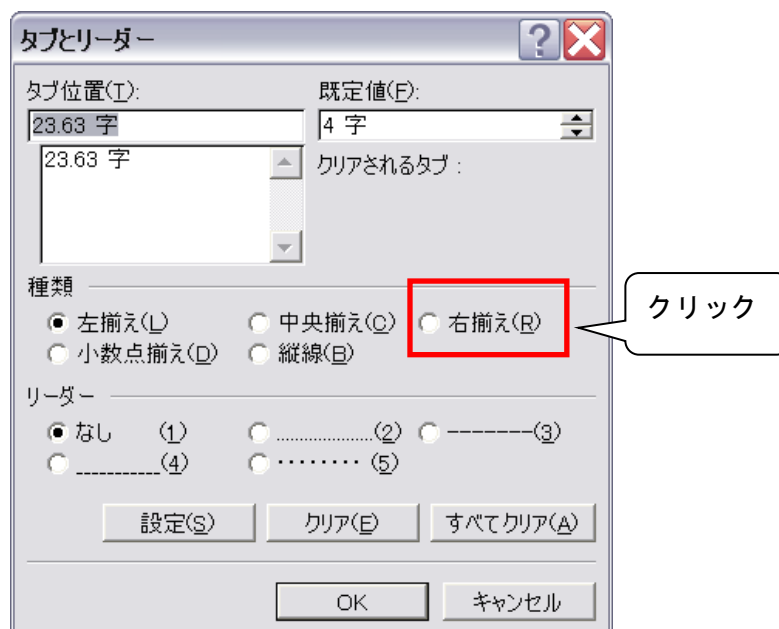 タブとリーダー
タブ位置(T):
既定値(F):
23.63 字
4 字
23.63 字
クリアされるタブ :
種類
左揃え(L)
中央揃え(C)
右揃え(R)
クリック
小数点揃え(D)
縦線(B)
リーダー
なし (1)
....................(2)
-------(3)
___________(4)
········ (5)
設定(S)
クリア(E)
すべてクリア(A)
OK
キャンセル